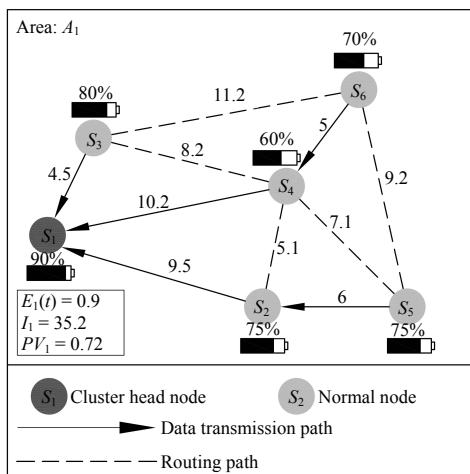 Area: A₁
70%
80%
S₆
11.2
S₃
5
60%
8.2
4.5
S₄
9.2
10.2
7.1
S₁
90%
5.1
9.5
E₁(t) = 0.9
I₁ = 35.2
PV₁ = 0.72
S₂
6
S₅
75%
75%
S₁ Cluster head node
S₂ Normal node
Data transmission path
Routing path